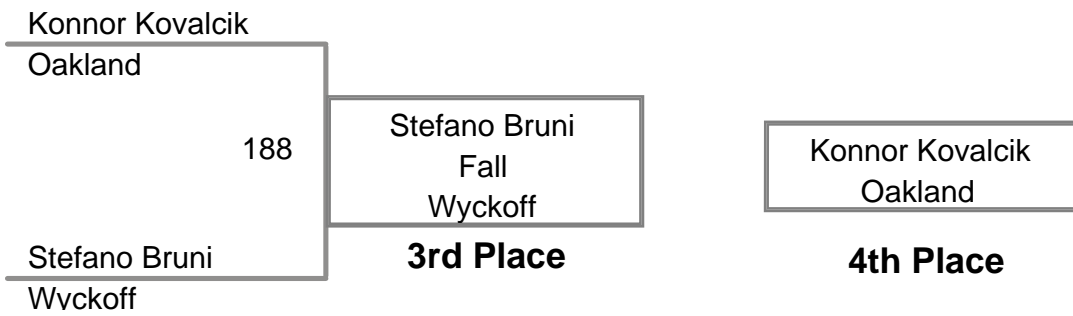 Konnor Kovalcik
Oakland
188
Stefano Bruni
Wyckoff
Stefano Bruni
Fall
Wyckoff
3rd Place
Konnor Kovalcik
Oakland
4th Place